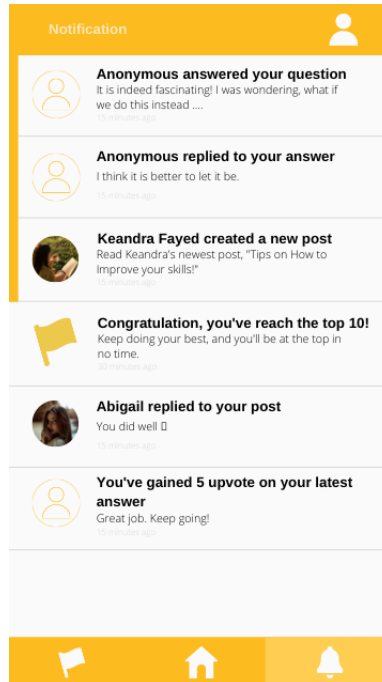 Notification
Anonymous answered your question
It is indeed fascinating! I was wondering, what if
we do this instead ....
15 minutes ago
Anonymous replied to your answer
I think it is better to let it be.
15 minutes ago
Keandra Fayed created a new post
Read Keandra's newest post, "Tips on How to
Improve your skills!"
15 minutes ago
Congratulation, you've reach the top 10!
Keep doing your best, and you'll be at the top in
no time.
30 minutes ago
Abigail replied to your post
You did well ▯
15 minutes ago
You've gained 5 upvote on your latest
answer
Great job. Keep going!
15 minutes ago